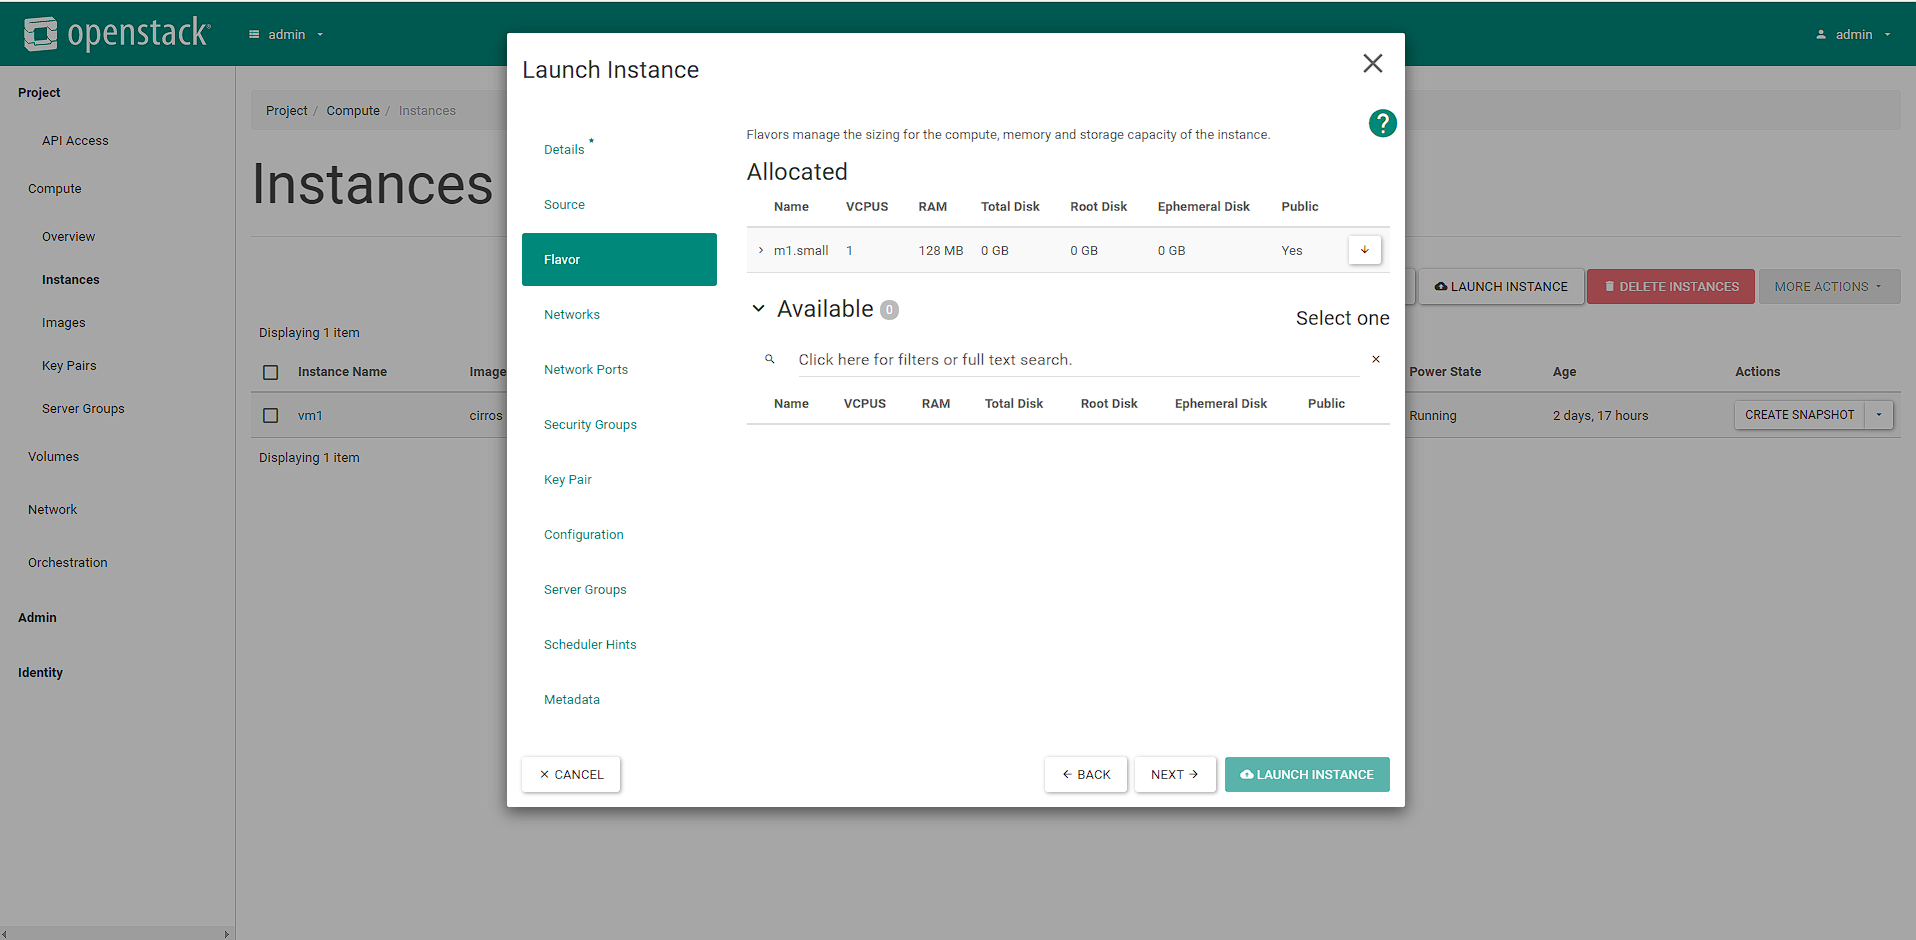 openstack
admin
admin
Project
API Access
Compute
Overview
Instances
Images
Key Pairs
Server Groups
Volumes
Network
Orchestration
Admin
Identity
Project / Compute / Instances
Instances
LAUNCH INSTANCE
DELETE INSTANCES
MORE ACTIONS
Displaying 1 item
Instance Name Image
Power State Age Actions
vm1 cirros
Running 2 days, 17 hours CREATE SNAPSHOT
Displaying 1 item
Launch Instance
Details *
Source
Flavor
Networks
Network Ports
Security Groups
Key Pair
Configuration
Server Groups
Scheduler Hints
Metadata
?
Flavors manage the sizing for the compute, memory and storage capacity of the instance.
Allocated
Name VCPUS RAM Total Disk Root Disk Ephemeral Disk Public
m1.small 1 128 MB 0 GB 0 GB 0 GB Yes
Available 0
Select one
Click here for filters or full text search.
Name VCPUS RAM Total Disk Root Disk Ephemeral Disk Public
CANCEL
BACK
NEXT
LAUNCH INSTANCE